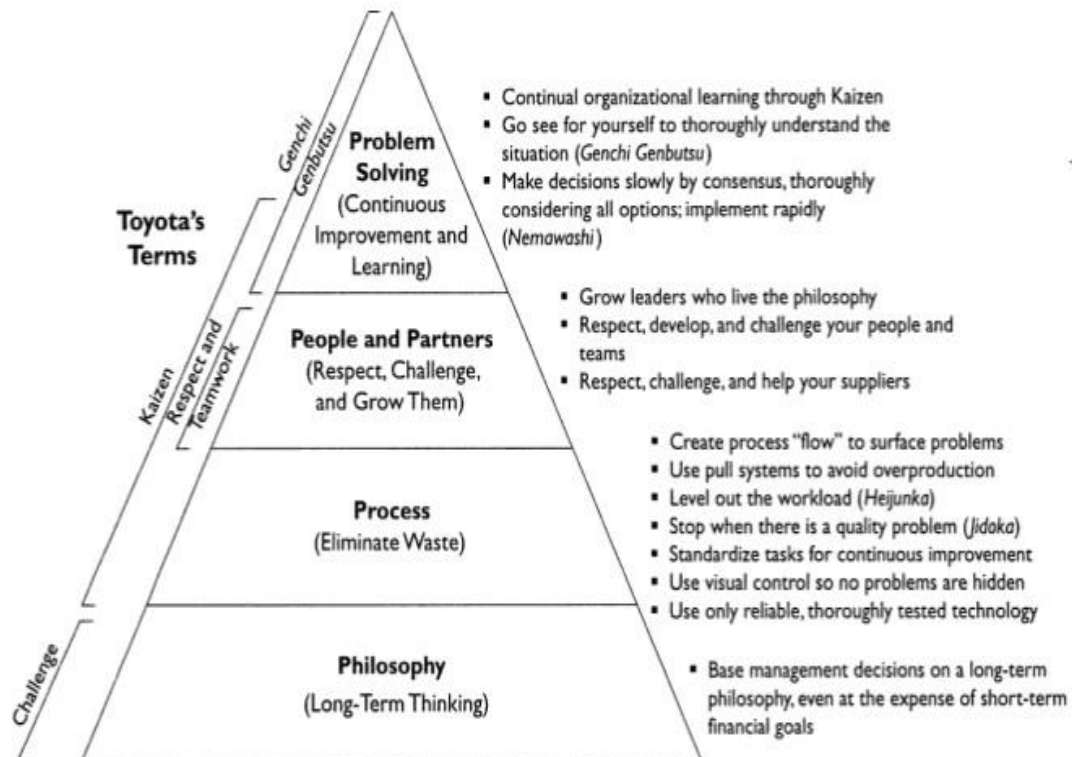 Toyota's
Terms
Genchi
Genbutsu
Kaizen
Respect and
Teamwork
Challenge
Problem
Solving
(Continuous
Improvement and
Learning)
▪ Continual organizational learning through Kaizen
▪ Go see for yourself to thoroughly understand the
situation (Genchi Genbutsu)
▪ Make decisions slowly by consensus, thoroughly
considering all options; implement rapidly
(Nemawashi)
People and Partners
(Respect, Challenge,
and Grow Them)
▪ Grow leaders who live the philosophy
▪ Respect, develop, and challenge your people and
teams
▪ Respect, challenge, and help your suppliers
Process
(Eliminate Waste)
▪ Create process “flow” to surface problems
▪ Use pull systems to avoid overproduction
▪ Level out the workload (Heijunka)
▪ Stop when there is a quality problem (Jidoka)
▪ Standardize tasks for continuous improvement
▪ Use visual control so no problems are hidden
▪ Use only reliable, thoroughly tested technology
Philosophy
(Long-Term Thinking)
▪ Base management decisions on a long-term
philosophy, even at the expense of short-term
financial goals